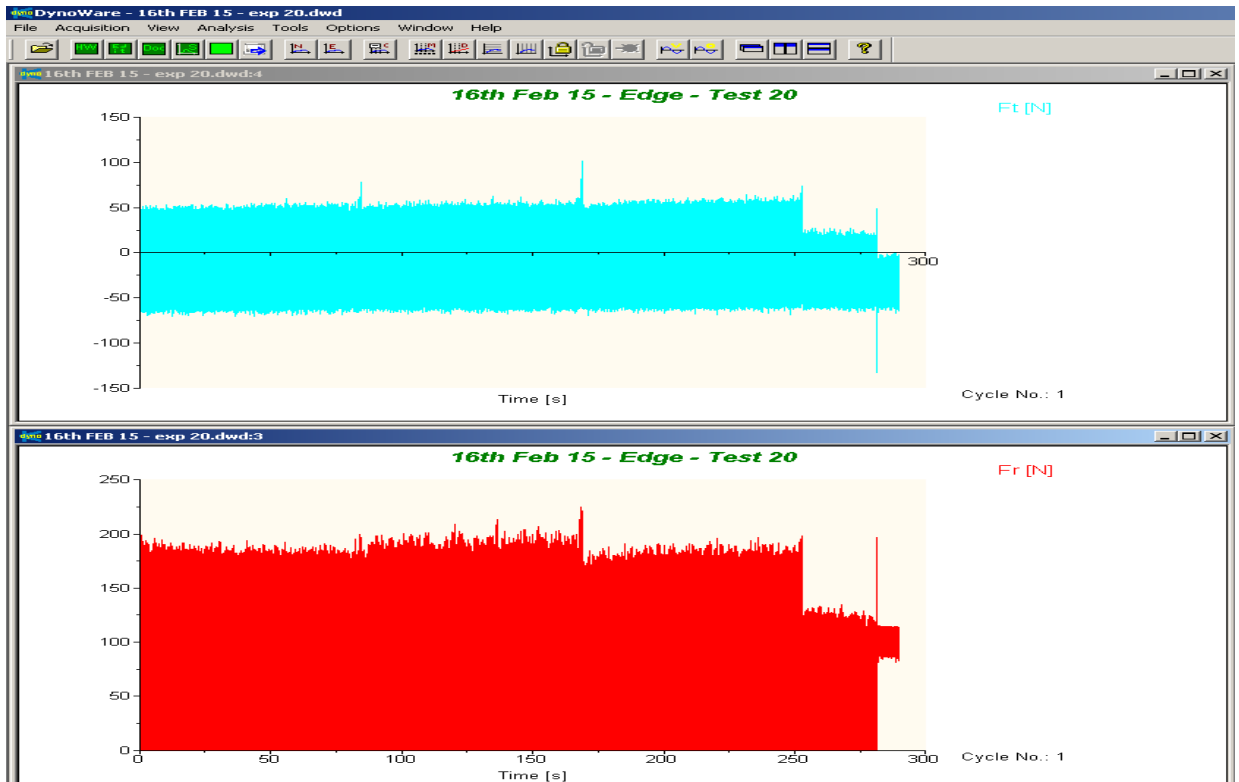 DynoWare - 16th FEB 15 - exp 20.dwd
File Acquisition View Analysis Tools Options Window Help
16th FEB 15 - exp 20.dwd:4
16th Feb 15 - Edge - Test 20
Ft [N]
150
100
50
0
300
-50
-100
-150
Time [s]
Cycle No.: 1
16th FEB 15 - exp 20.dwd:3
16th Feb 15 - Edge - Test 20
Fr [N]
250
200
150
100
50
0
0 50 100 150 200 250 300
Time [s]
Cycle No.: 1